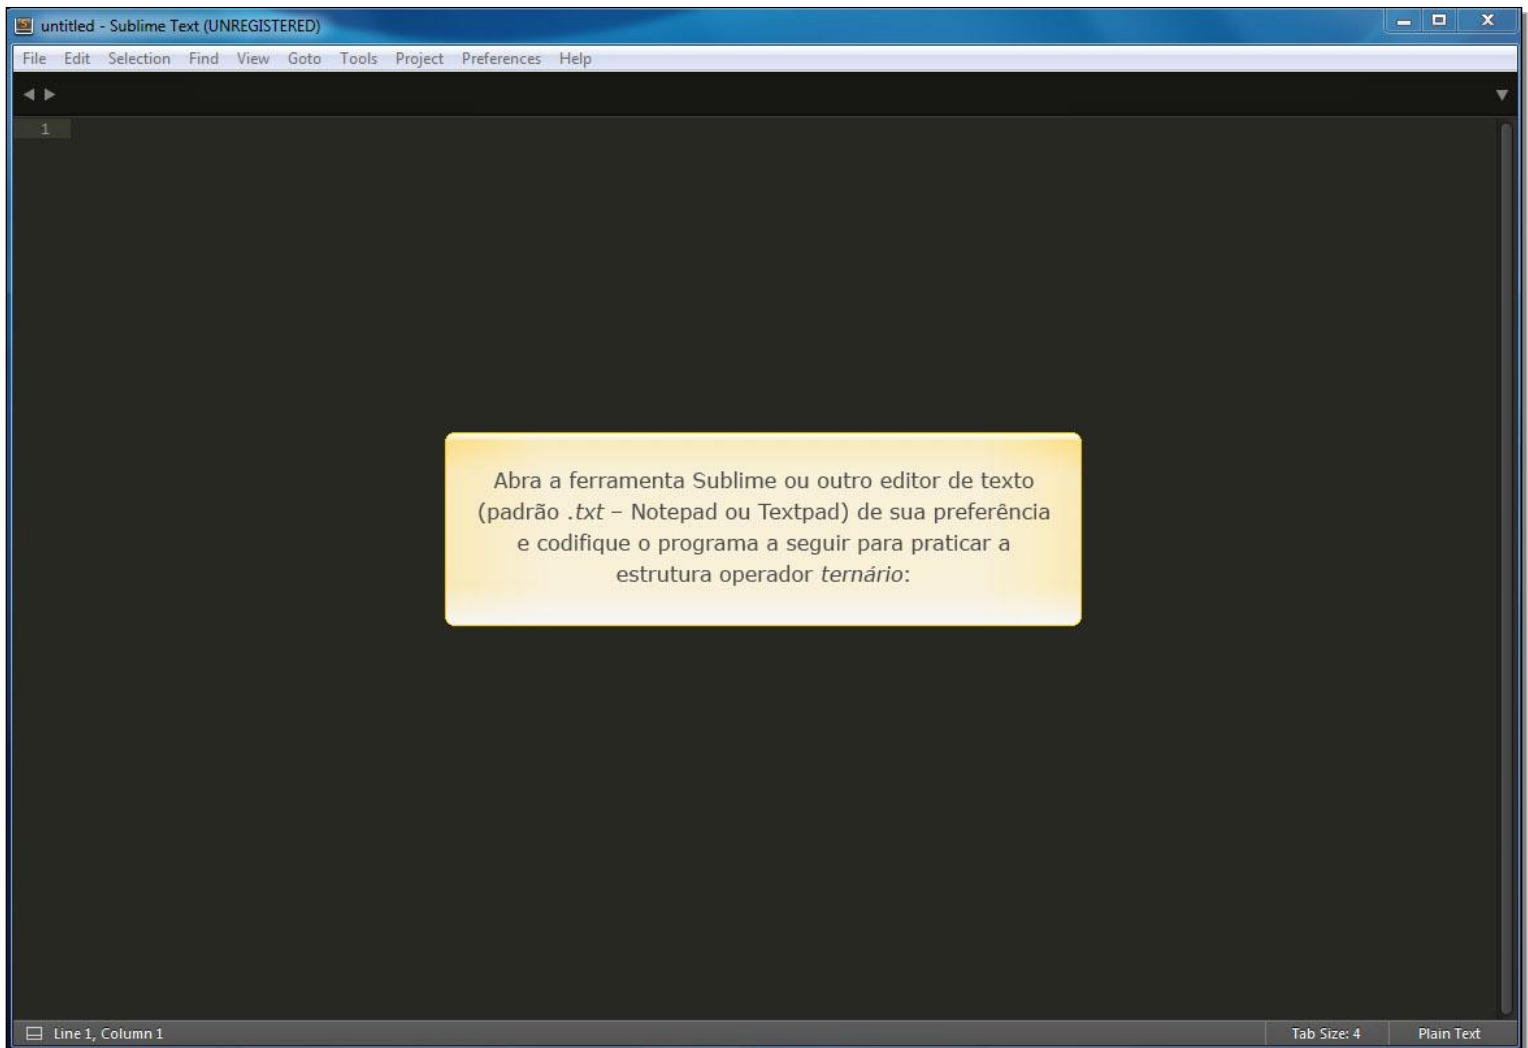 untitled - Sublime Text (UNREGISTERED)
File Edit Selection Find View Goto Tools Project Preferences Help
1
Abra a ferramenta Sublime ou outro editor de texto
(padrão .txt – Notepad ou Textpad) de sua preferência
e codifique o programa a seguir para praticar a
estrutura operador ternário:
Line 1, Column 1 Tab Size: 4 Plain Text